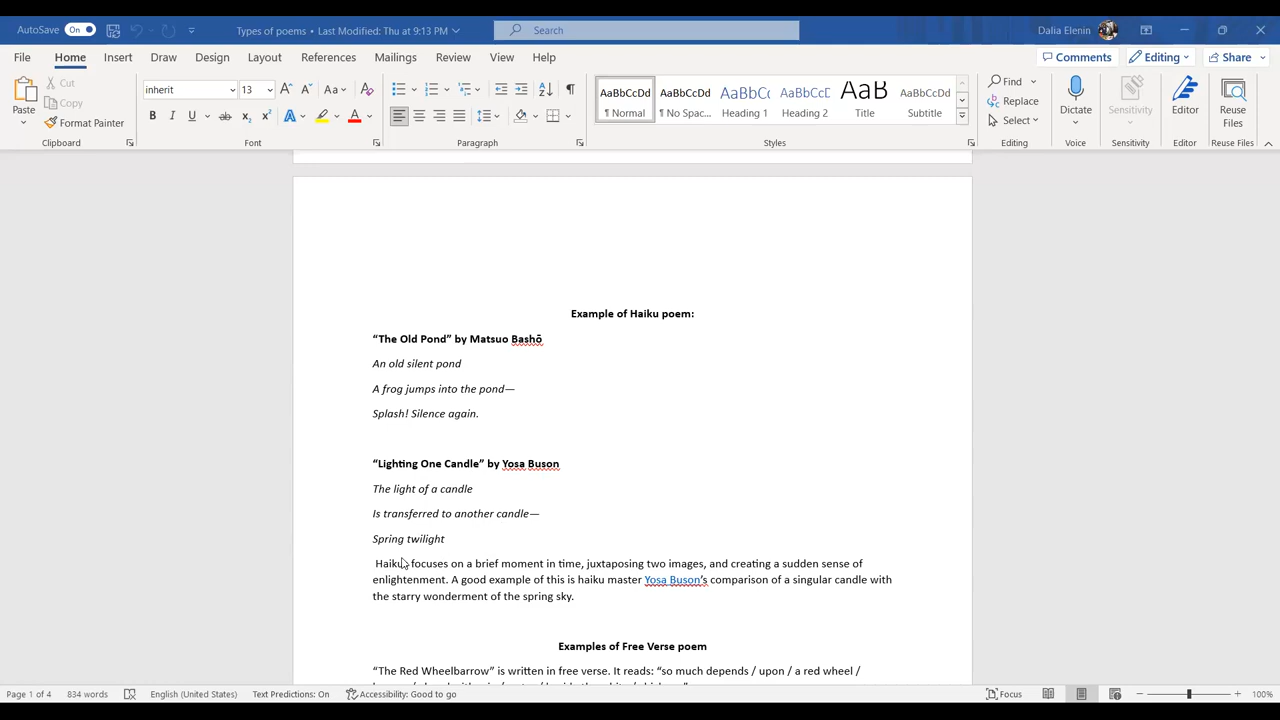 AutoSave On Types of poems • Last Modified: Thu at 9:13 PM Search Dalia Elenin
File Home Insert Draw Design Layout References Mailings Review View Help Comments Editing Share
Paste Cut Copy Format Painter Clipboard
inherit 13 Font
Paragraph
AaBbCcDd ¶ Normal AaBbCcDd ¶ No Spac... AaBbCc Heading 1 AaBbCcC Heading 2 AaB Title AaBbCcDd Subtitle Styles
Find Replace Select Editing
Dictate Voice
Sensitivity Sensitivity
Editor Editor
Reuse Files Reuse Files
Example of Haiku poem:
“The Old Pond” by Matsuo Bashō
An old silent pond
A frog jumps into the pond—
Splash! Silence again.
“Lighting One Candle” by Yosa Buson
The light of a candle
Is transferred to another candle—
Spring twilight
Haiku focuses on a brief moment in time, juxtaposing two images, and creating a sudden sense of
enlightenment. A good example of this is haiku master Yosa Buson’s comparison of a singular candle with
the starry wonderment of the spring sky.
Examples of Free Verse poem
“The Red Wheelbarrow” is written in free verse. It reads: “so much depends / upon / a red wheel /
Page 1 of 4 834 words English (United States) Text Predictions: On Accessibility: Good to go Focus 100%